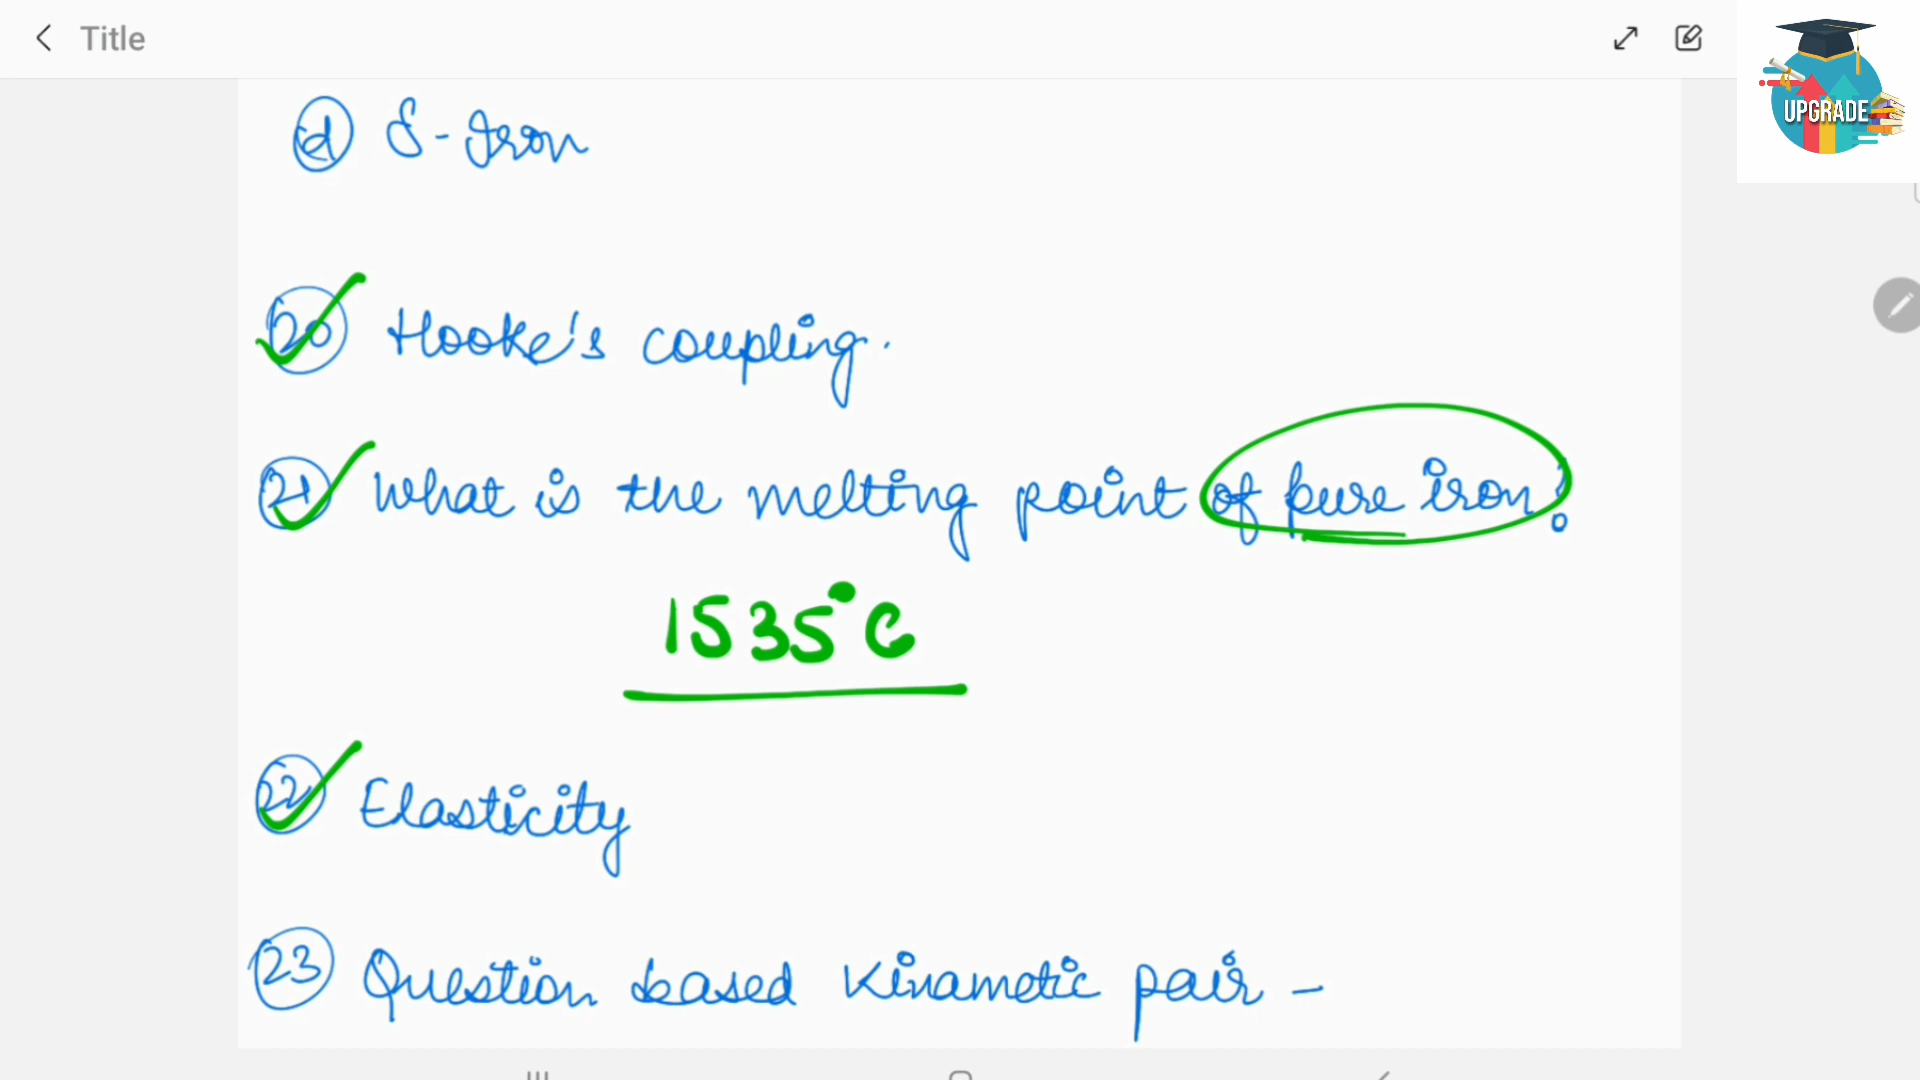 Title
UPGRADE
(d) δ-Iron
(20) Hooke's coupling.
(21) What is the melting point of pure iron?
1535°C
(22) Elasticity
(23) Question based Kinametic pair -